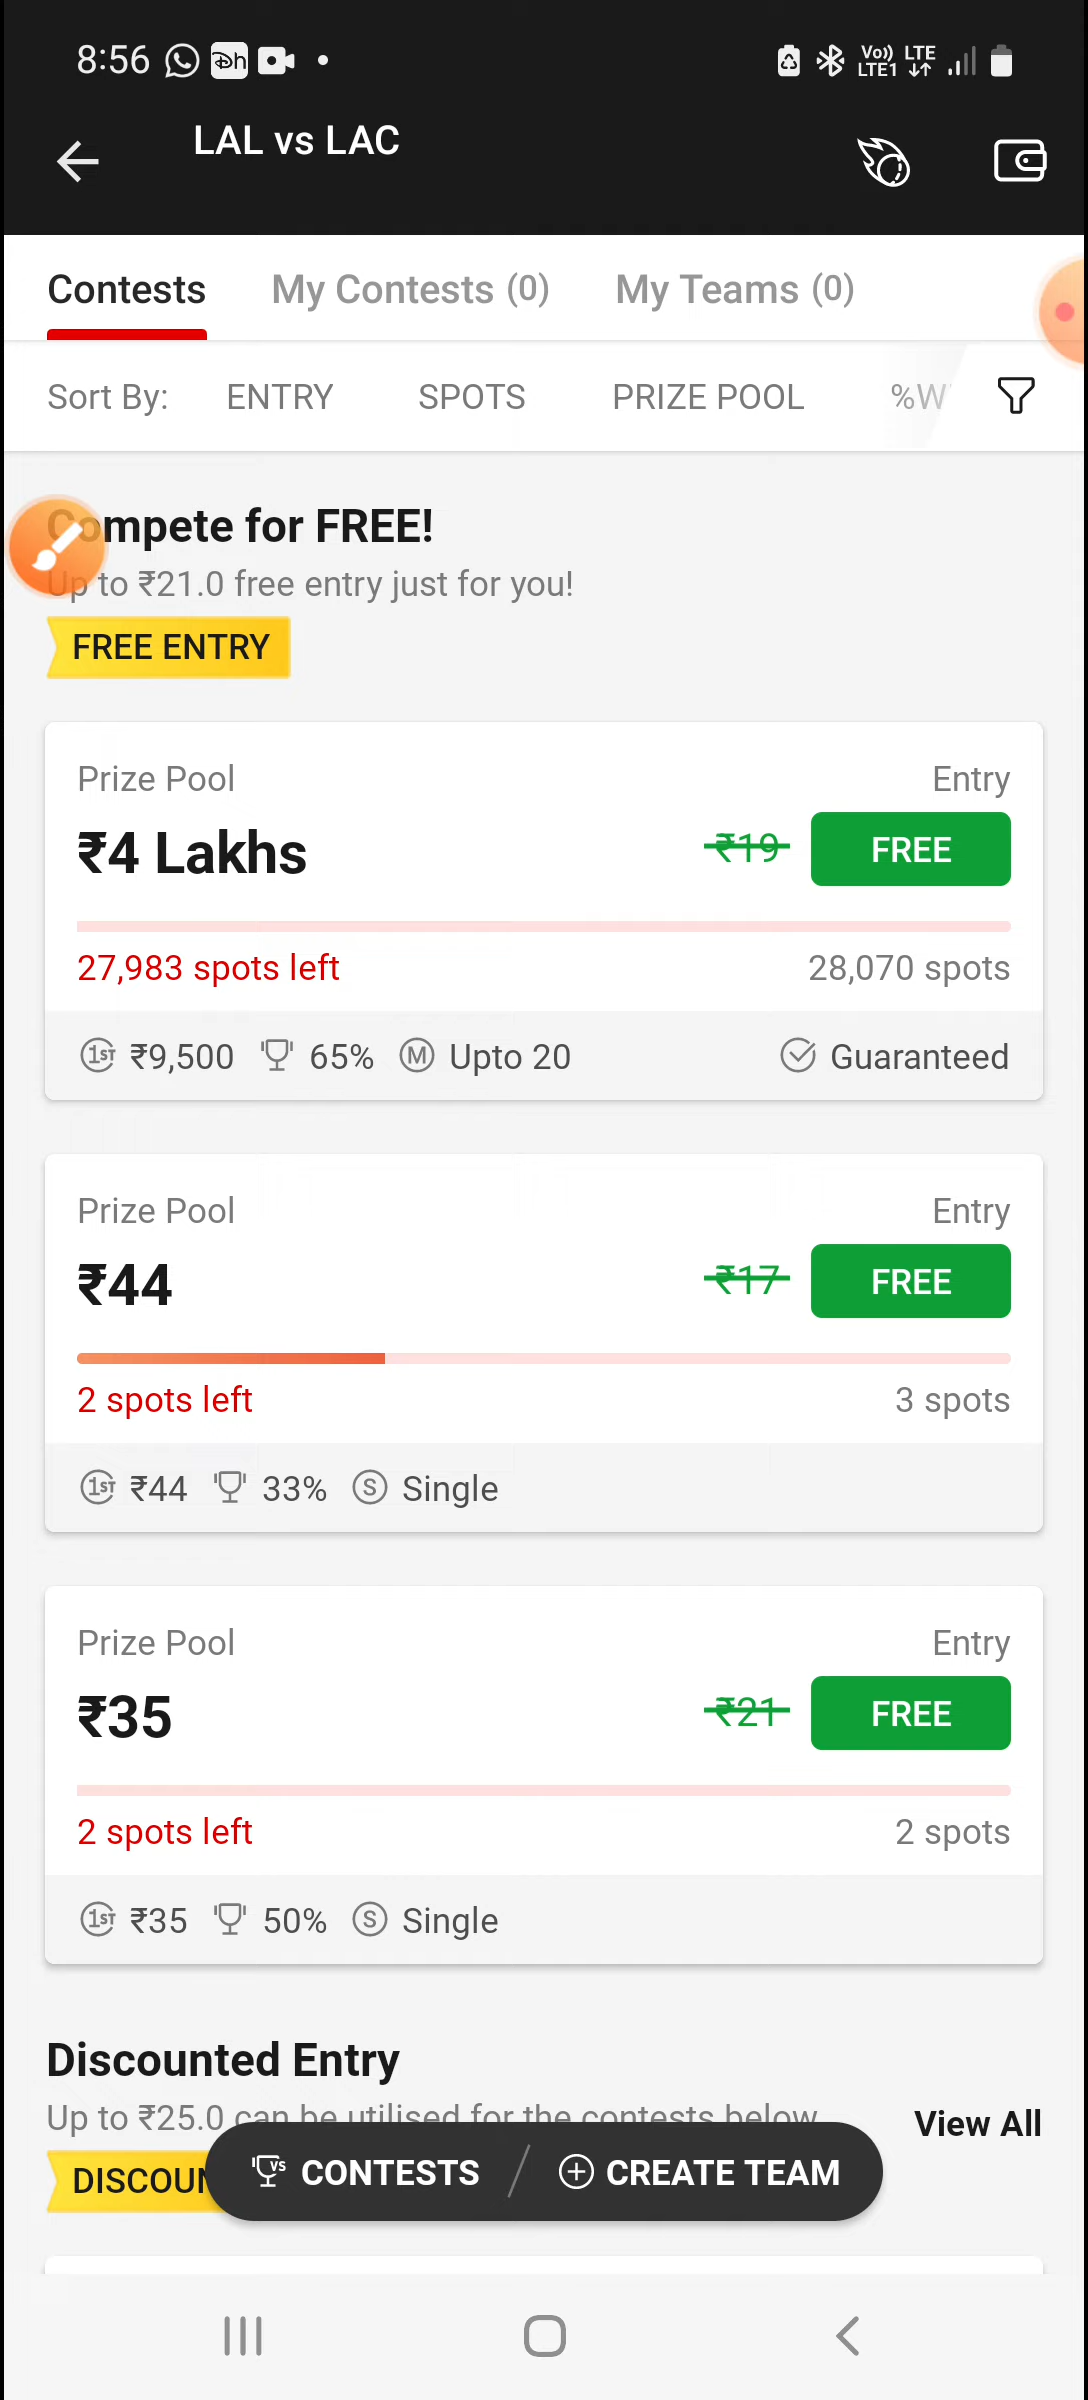 8:56
Vo)) LTE
LTE1
LAL vs LAC
Contests My Contests (0) My Teams (0)
Sort By: ENTRY SPOTS PRIZE POOL %W
Compete for FREE!
Up to ₹21.0 free entry just for you!
FREE ENTRY
Prize Pool Entry
₹4 Lakhs ₹19 FREE
27,983 spots left 28,070 spots
1ST ₹9,500 65% M Upto 20 Guaranteed
Prize Pool Entry
₹44 ₹17 FREE
2 spots left 3 spots
1ST ₹44 33% S Single
Prize Pool Entry
₹35 ₹21 FREE
2 spots left 2 spots
1ST ₹35 50% S Single
Discounted Entry
Up to ₹25.0 can be utilised for the contests below View All
DISCOUN
VS CONTESTS CREATE TEAM